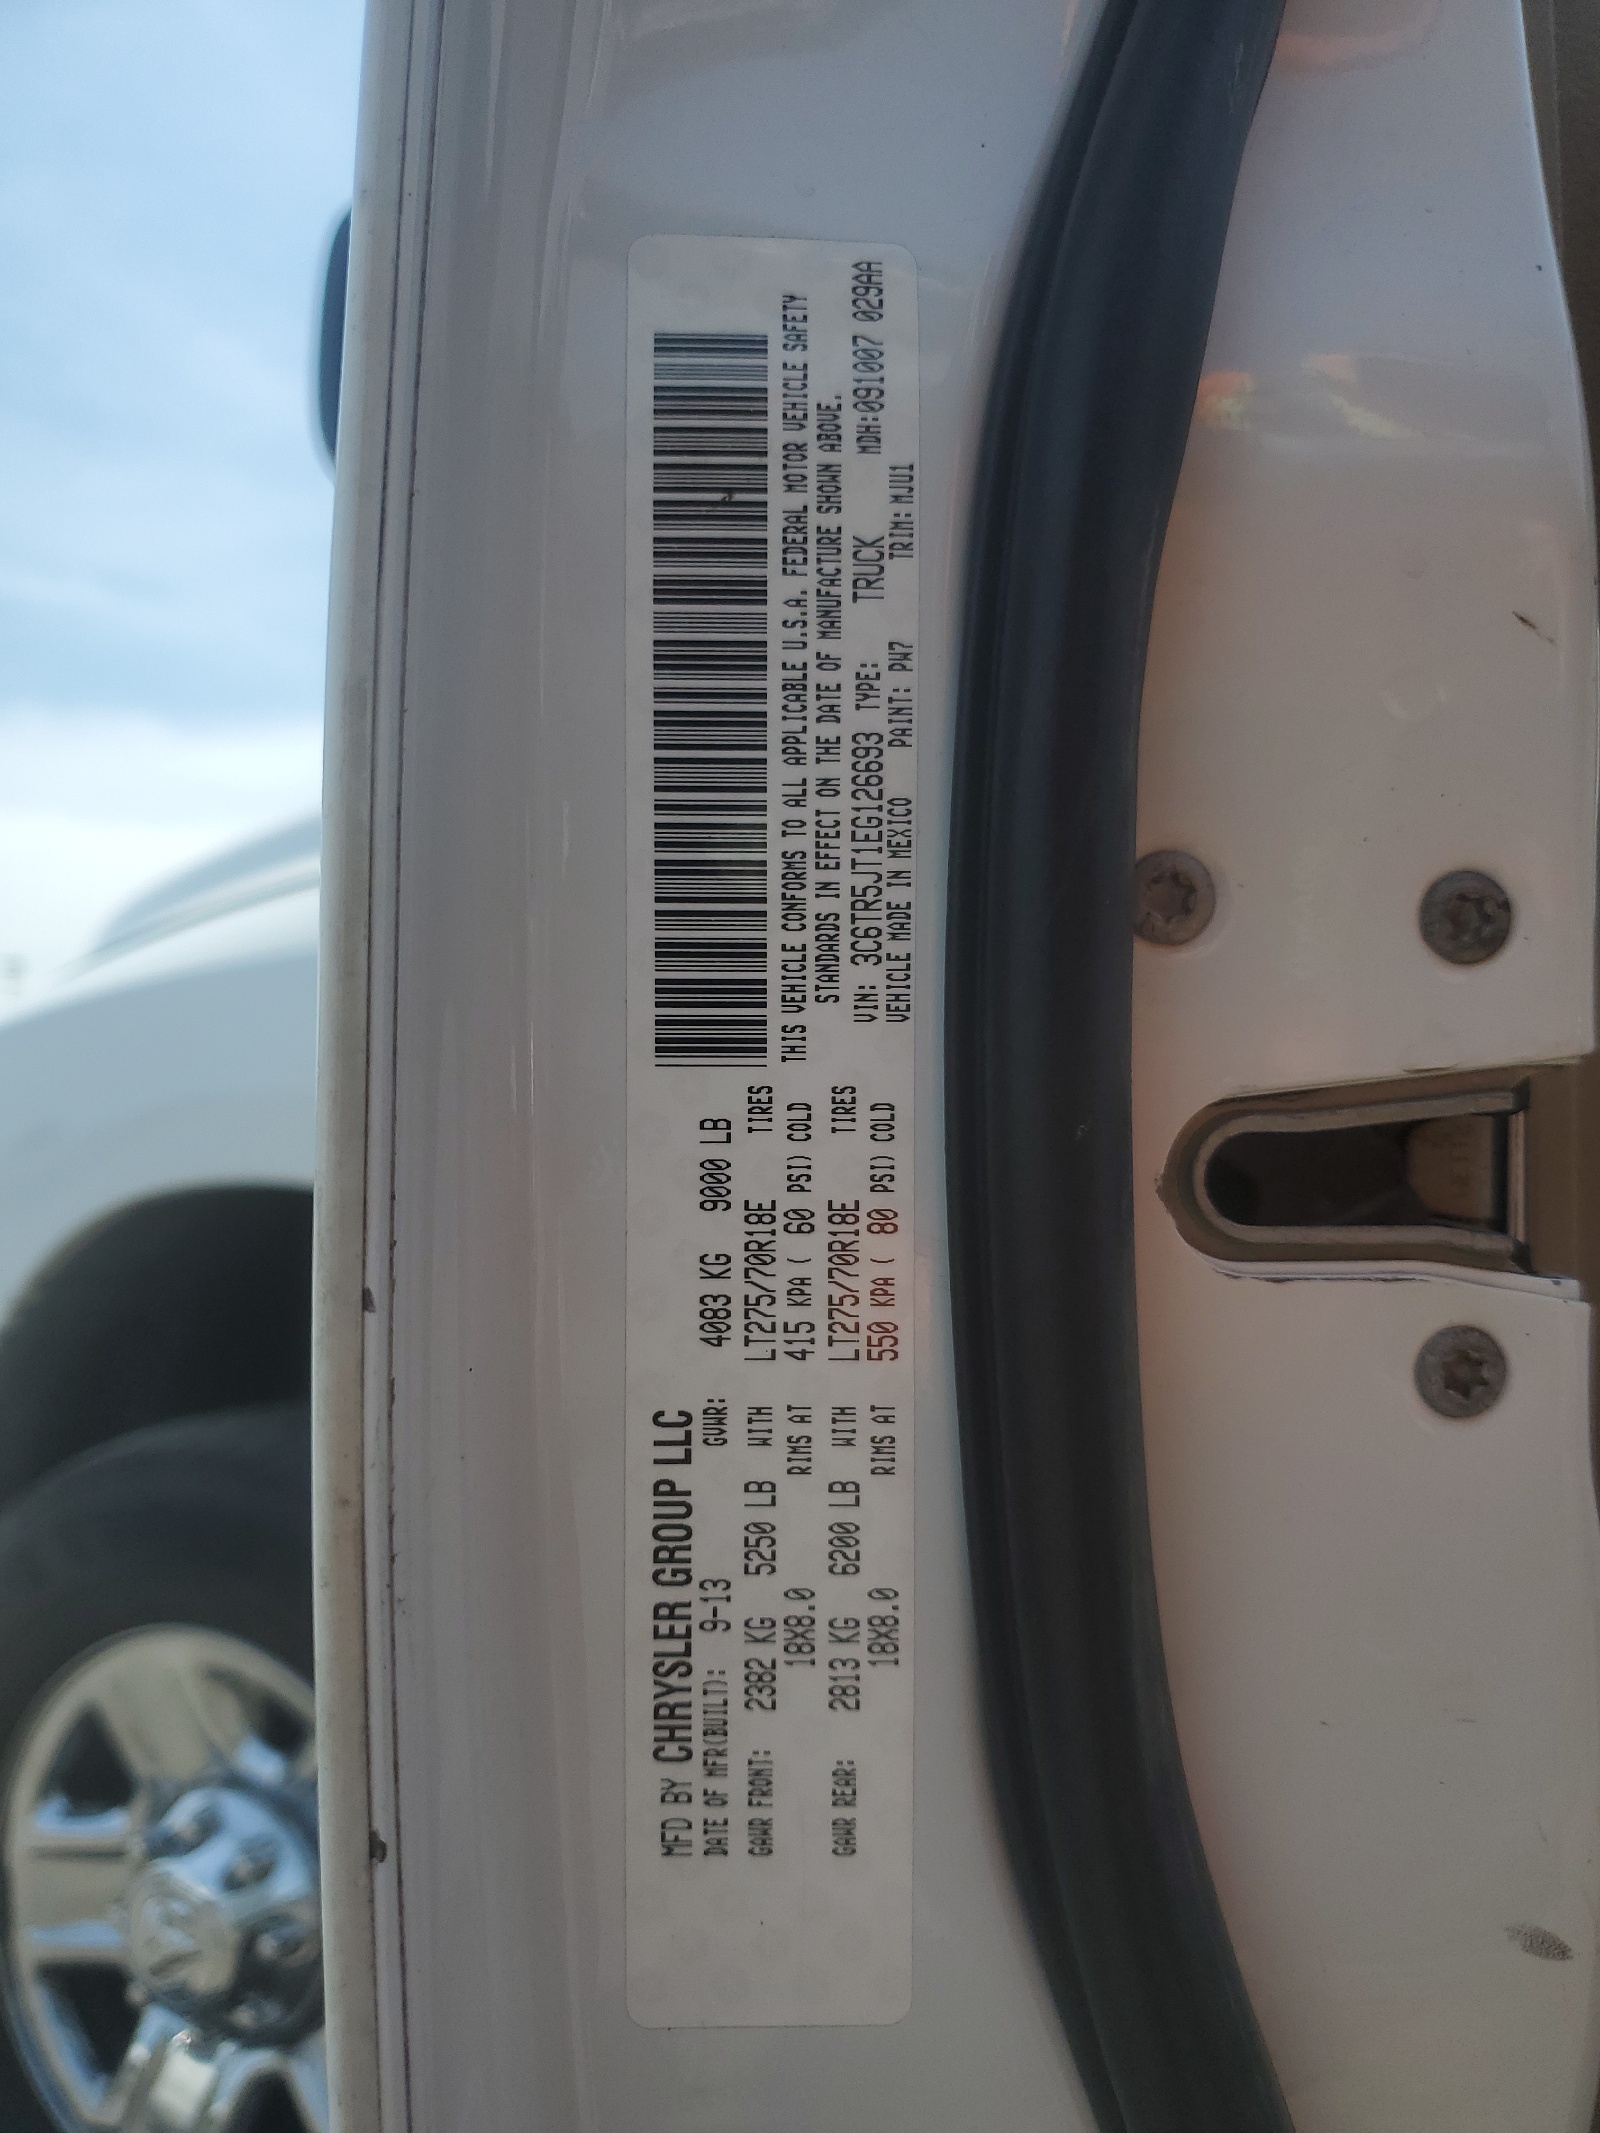 MFD BY CHRYSLER GROUP LLC
DATE OF MFR(BUILT): 9-13 GVWR: 4083 KG 9000 LB
GAWR FRONT: 2382 KG 5250 LB WITH LT275/70R18E TIRES
18X8.0 RIMS AT 415 KPA ( 60 PSI) COLD
GAWR REAR: 2813 KG 6200 LB WITH LT275/70R18E TIRES
18X8.0 RIMS AT 550 KPA ( 80 PSI) COLD
THIS VEHICLE CONFORMS TO ALL APPLICABLE U.S.A. FEDERAL MOTOR VEHICLE SAFETY
STANDARDS IN EFFECT ON THE DATE OF MANUFACTURE SHOWN ABOVE.
VIN: 3C6TR5JT1EG126693 TYPE: TRUCK MDH:091007 029AA
VEHICLE MADE IN MEXICO PAINT: PW7 TRIM: MJU1